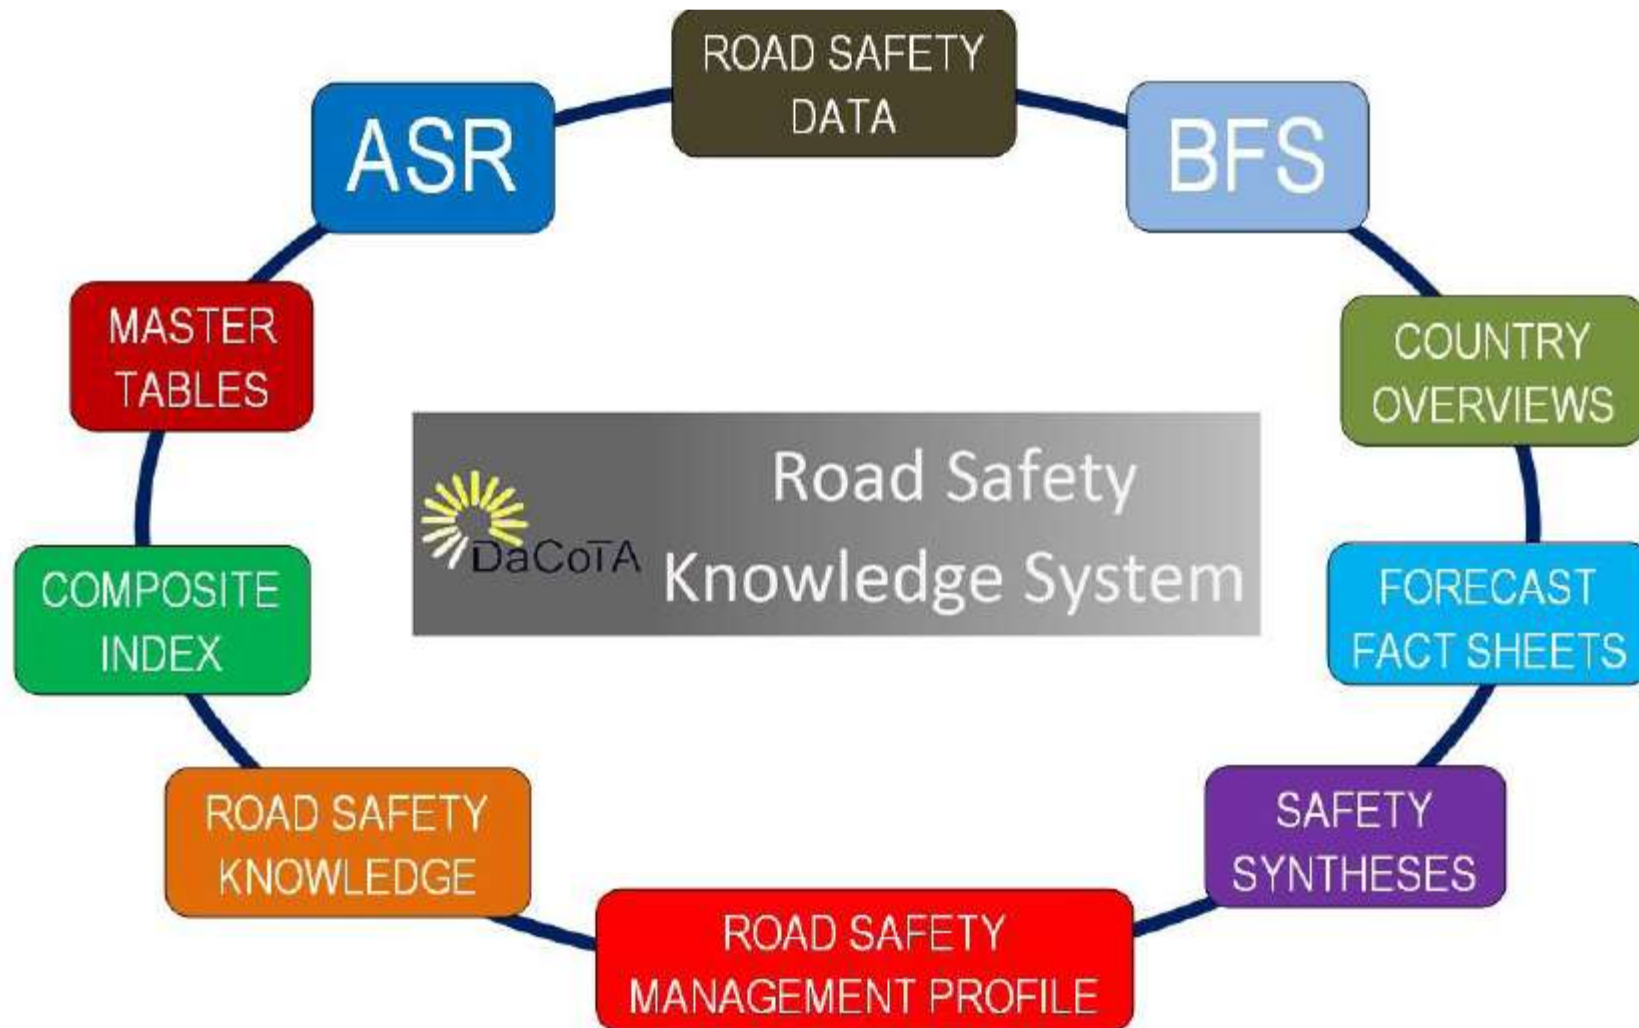 ROAD SAFETY
DATA
ASR
BFS
MASTER
TABLES
COUNTRY
OVERVIEWS
DaCoTA
Road Safety
Knowledge System
COMPOSITE
INDEX
FORECAST
FACT SHEETS
ROAD SAFETY
KNOWLEDGE
SAFETY
SYNTHESES
ROAD SAFETY
MANAGEMENT PROFILE